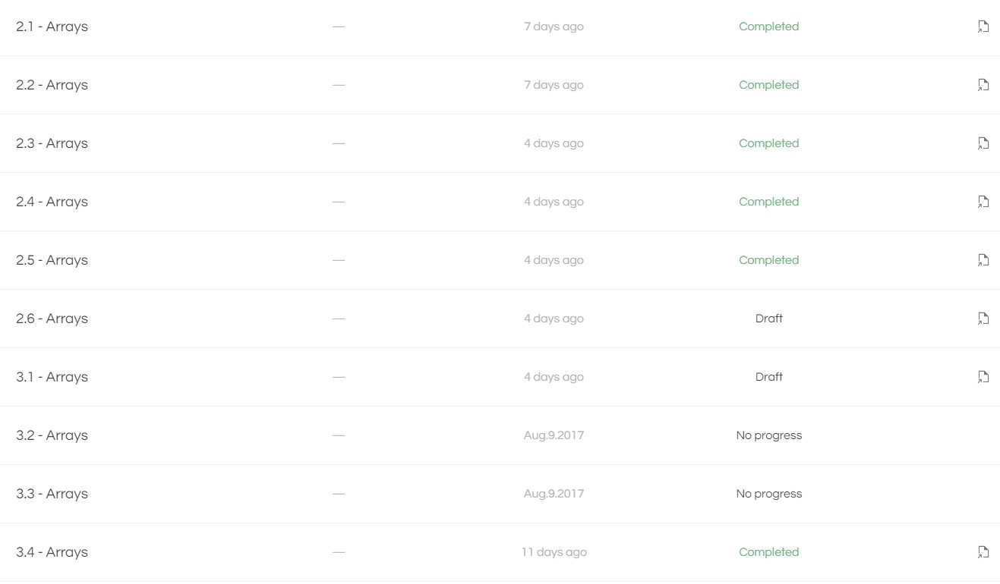 2.1 - Arrays — 7 days ago Completed
2.2 - Arrays — 7 days ago Completed
2.3 - Arrays — 4 days ago Completed
2.4 - Arrays — 4 days ago Completed
2.5 - Arrays — 4 days ago Completed
2.6 - Arrays — 4 days ago Draft
3.1 - Arrays — 4 days ago Draft
3.2 - Arrays — Aug.9.2017 No progress
3.3 - Arrays — Aug.9.2017 No progress
3.4 - Arrays — 11 days ago Completed